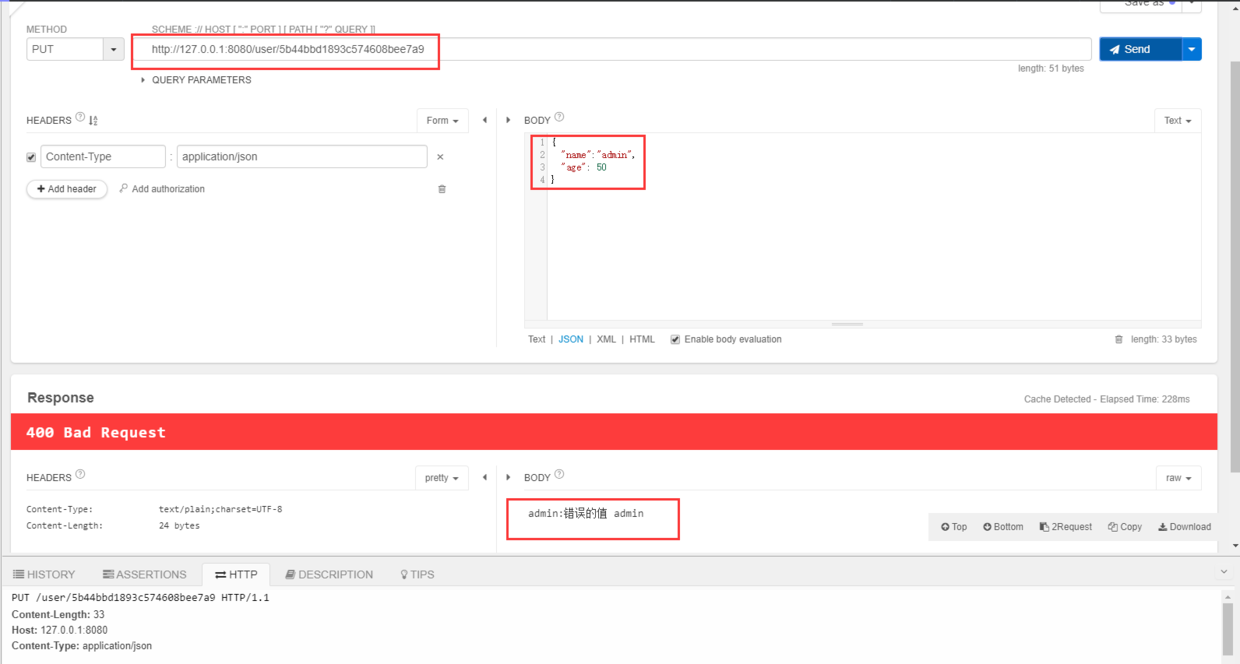 Save as
METHOD
SCHEME :// HOST [ ":" PORT ] [ PATH [ "?" QUERY ]]
PUT
http://127.0.0.1:8080/user/5b44bbd1893c574608bee7a9
Send
length: 51 bytes
QUERY PARAMETERS
HEADERS ?
Form
BODY ?
Text
Content-Type : application/json
Add header
Add authorization
1 {
2 "name":"admin",
3 "age": 50
4 }
Text | JSON | XML | HTML
Enable body evaluation
length: 33 bytes
Response
Cache Detected - Elapsed Time: 228ms
400 Bad Request
HEADERS ?
pretty
BODY ?
raw
Content-Type: text/plain;charset=UTF-8
Content-Length: 24 bytes
admin:错误的值 admin
Top
Bottom
2Request
Copy
Download
HISTORY
ASSERTIONS
HTTP
DESCRIPTION
TIPS
PUT /user/5b44bbd1893c574608bee7a9 HTTP/1.1
Content-Length: 33
Host: 127.0.0.1:8080
Content-Type: application/json